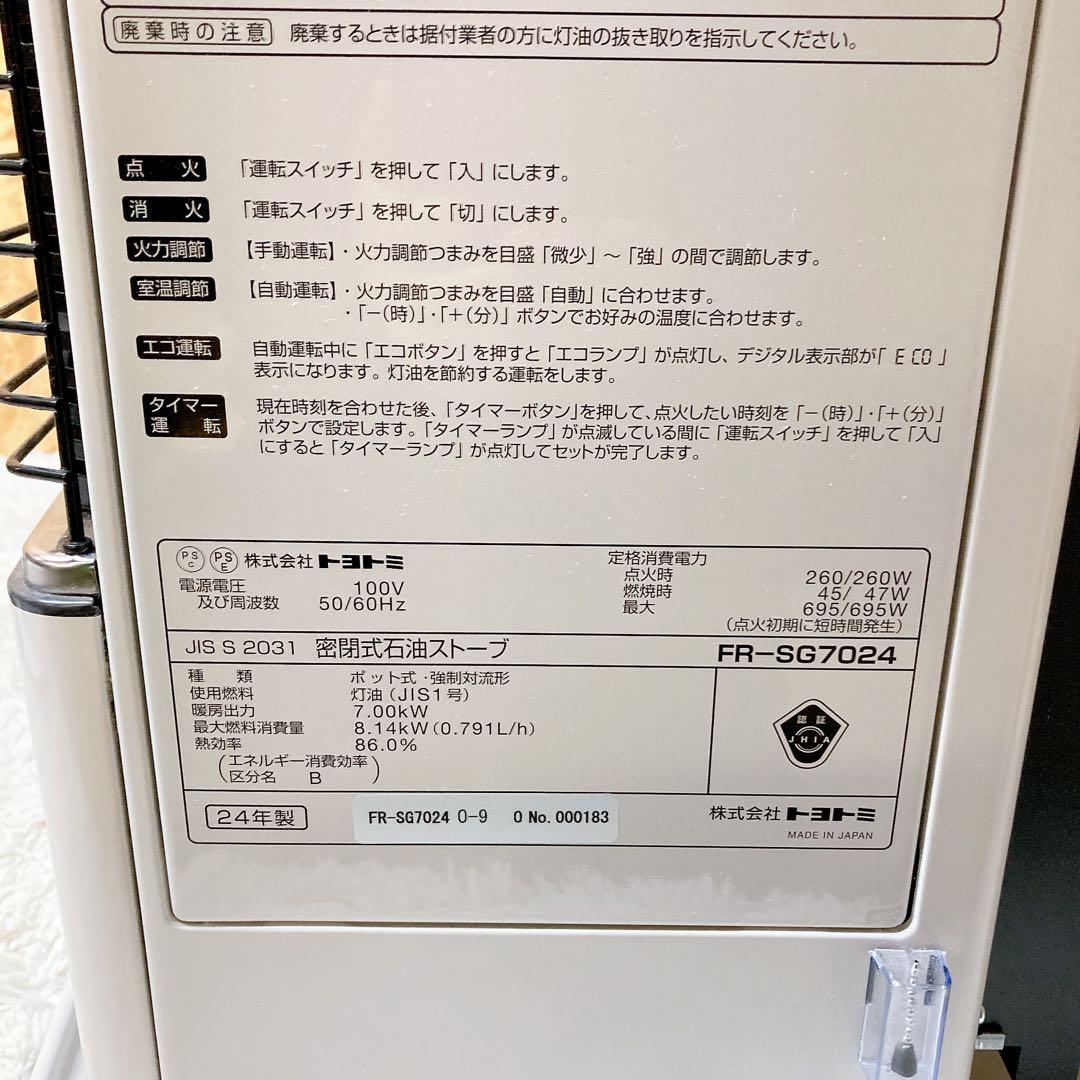 廃棄時の注意 廃棄するときは据付業者の方に灯油の抜き取りを指示してください。
点火 「運転スイッチ」を押して「入」にします。
消火 「運転スイッチ」を押して「切」にします。
火力調節 【手動運転】・火力調節つまみを目盛「微少」～「強」の間で調節します。
室温調節 【自動運転】・火力調節つまみを目盛「自動」に合わせます。
・「－(時)」・「＋(分)」ボタンでお好みの温度に合わせます。
エコ運転 自動運転中に「エコボタン」を押すと「エコランプ」が点灯し、デジタル表示部が「ECO」
表示になります。灯油を節約する運転をします。
タイマー運転 現在時刻を合わせた後、「タイマーボタン」を押して、点火したい時刻を「－(時)」・「＋(分)」
ボタンで設定します。「タイマーランプ」が点滅している間に「運転スイッチ」を押して「入」
にすると「タイマーランプ」が点灯してセットが完了します。
PSC PSE 株式会社トヨトミ
電源電圧 100V
及び周波数 50/60Hz
定格消費電力
点火時 260/260W
燃焼時 45/ 47W
最大 695/695W
(点火初期に短時間発生)
JIS S 2031 密閉式石油ストーブ FR-SG7024
種類 ポット式・強制対流形
使用燃料 灯油(JIS1号)
暖房出力 7.00kW
最大燃料消費量 8.14kW(0.791L/h)
熱効率 86.0%
(エネルギー消費効率
区分名 B)
認証
JHIA
24年製 FR-SG7024 0-9 0 No.000183 株式会社トヨトミ
MADE IN JAPAN